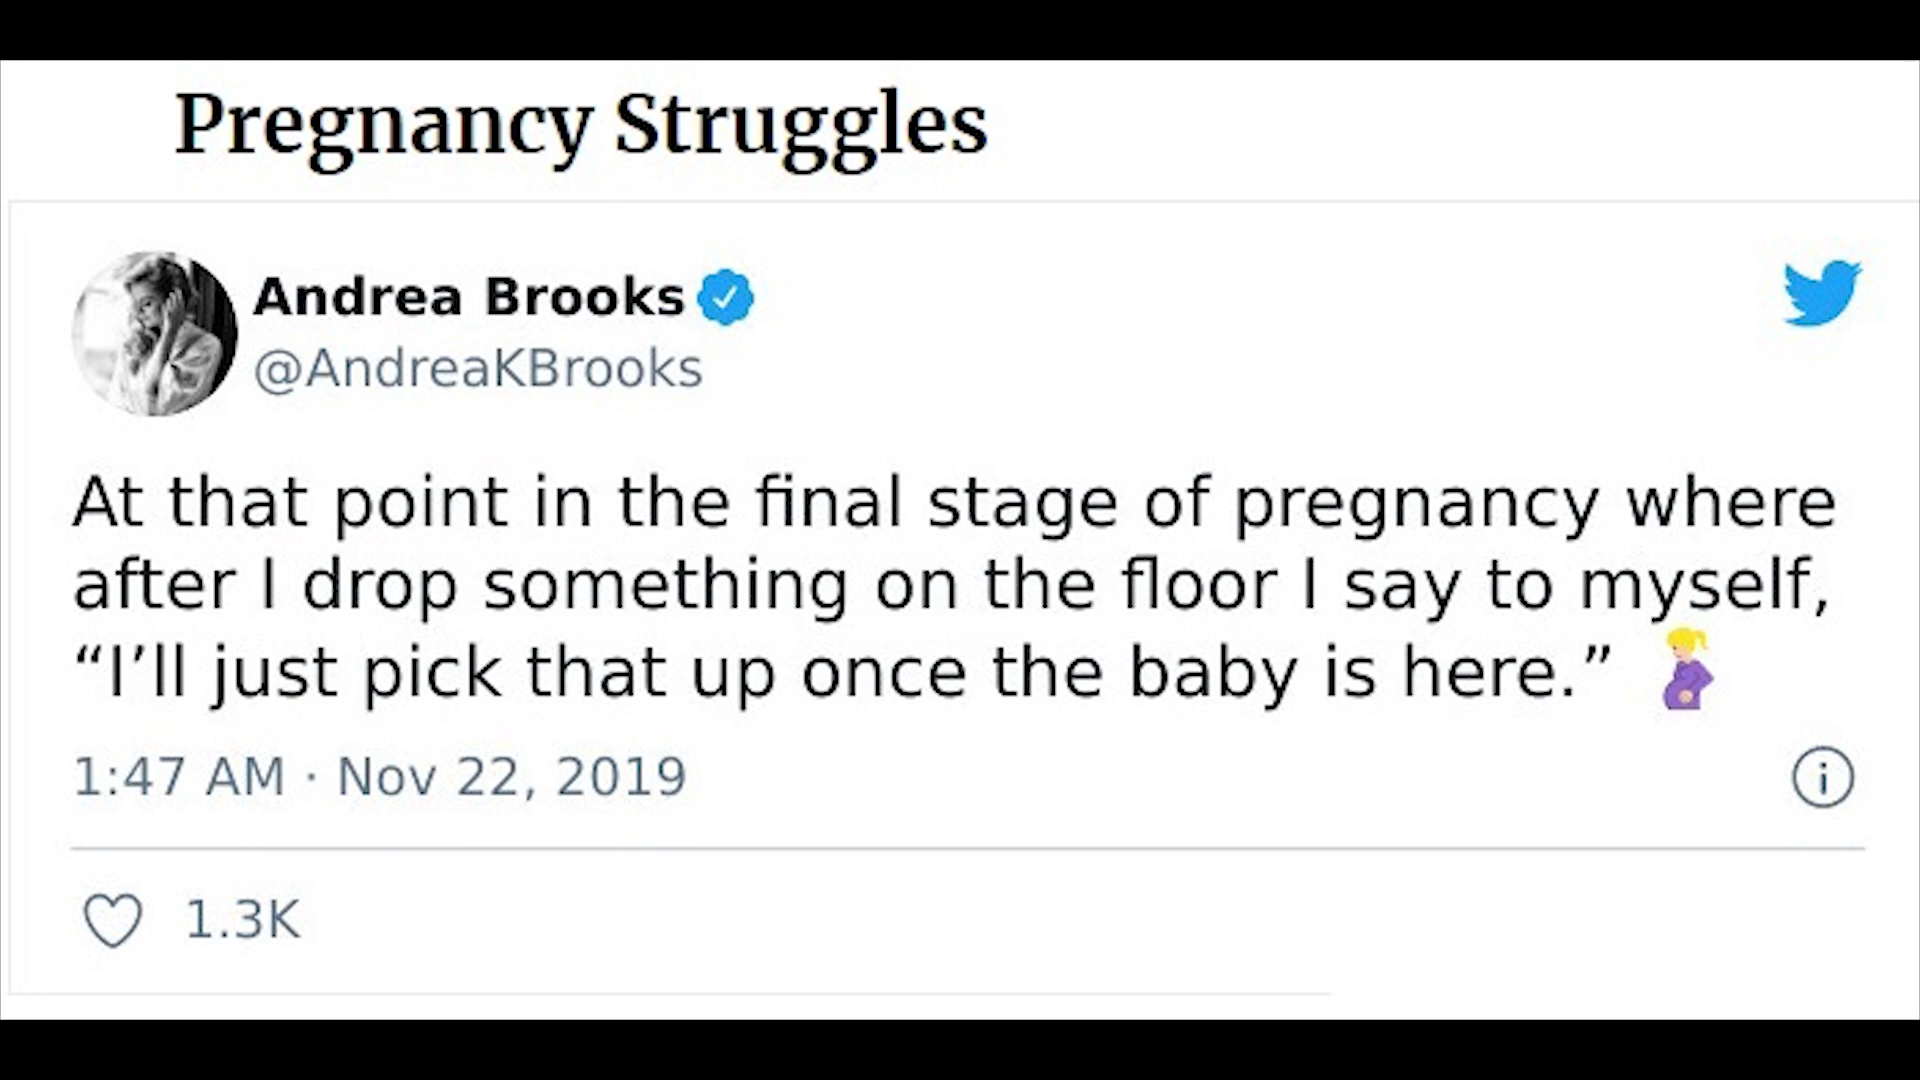 Pregnancy Struggles
Andrea Brooks
@AndreaKBrooks
At that point in the final stage of pregnancy where
after I drop something on the floor I say to myself,
“I’ll just pick that up once the baby is here.” 🤰🏼
1:47 AM · Nov 22, 2019
1.3K